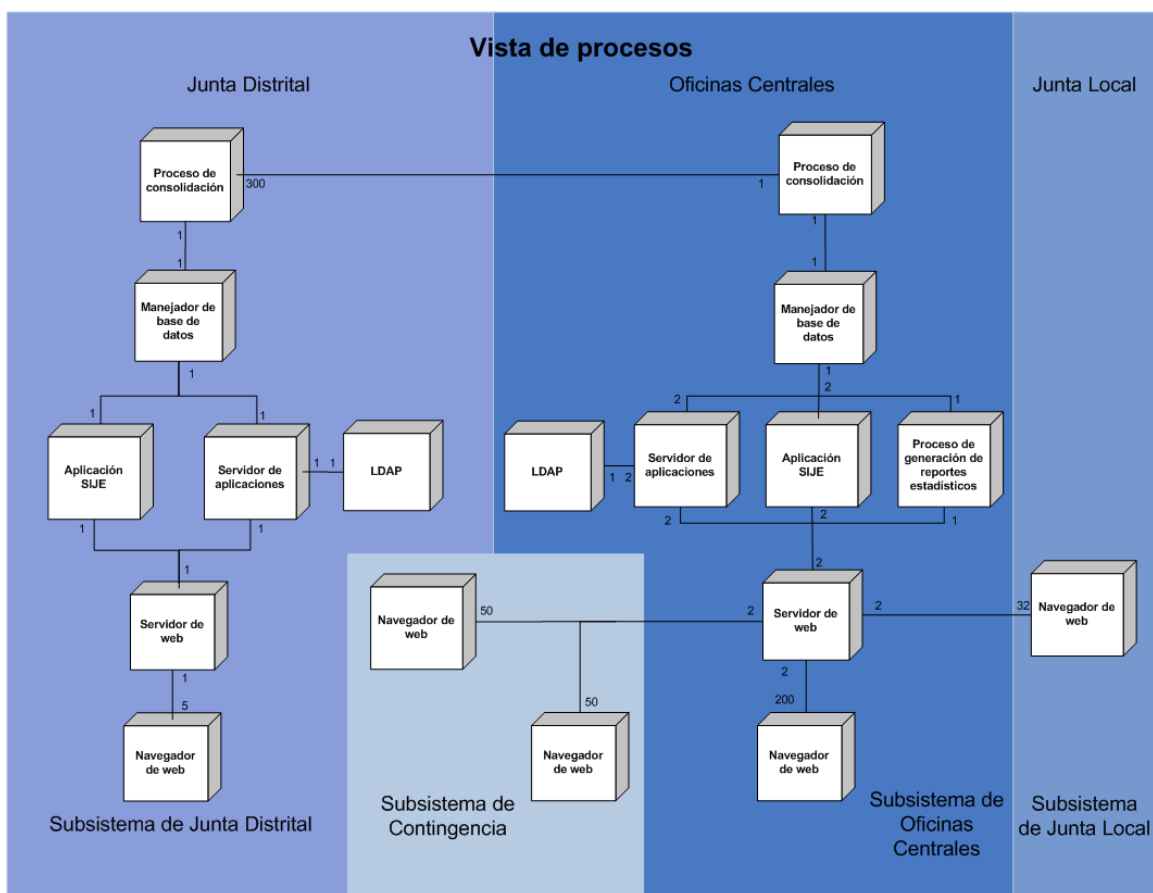 Vista de procesos
Junta Distrital
Oficinas Centrales
Junta Local
Proceso de
consolidación
300
1
Proceso de
consolidación
1
1
1
1
Manejador de
base de
datos
Manejador de
base de
datos
1
1
2
1
1
2
1
Aplicación
SIJE
Servidor de
aplicaciones
1
1
LDAP
LDAP
1
2
Servidor de
aplicaciones
Aplicación
SIJE
Proceso de
generación de
reportes
estadísticos
1
1
2
2
1
1
2
Servidor de
web
Navegador de
web
50
2
Servidor de
web
2
32
Navegador de
web
1
5
2
200
50
Navegador
de web
Navegador
de web
Navegador
de web
Subsistema de Junta Distrital
Subsistema de
Contingencia
Subsistema de
Oficinas
Centrales
Subsistema
de Junta Local